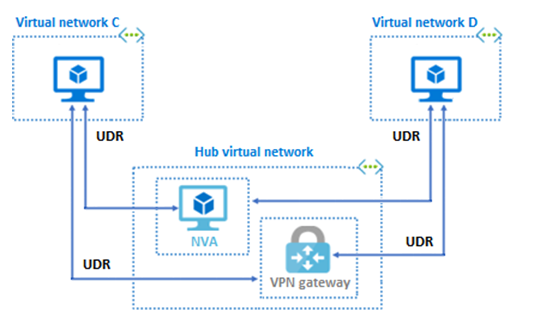 Virtual network C
Virtual network D
UDR
UDR
Hub virtual network
NVA
UDR
UDR
VPN gateway